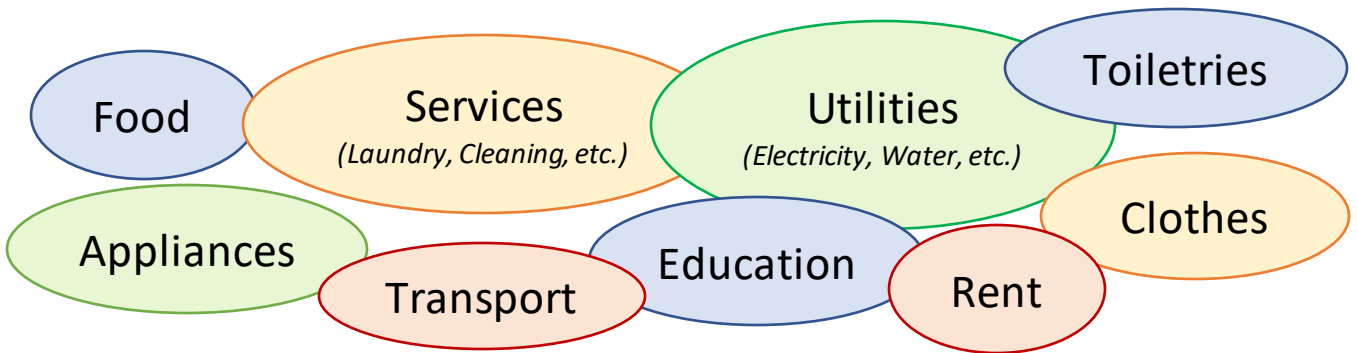 Food
Services
(Laundry, Cleaning, etc.)
Utilities
(Electricity, Water, etc.)
Toiletries
Appliances
Transport
Education
Rent
Clothes